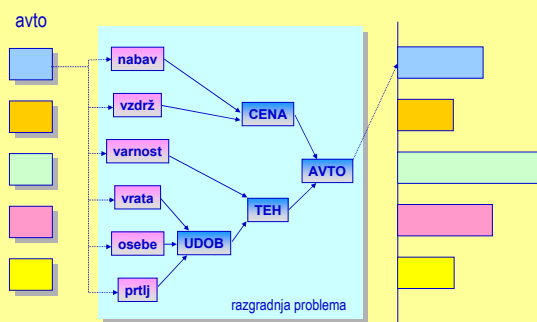 avto
nabav
vzdrž
CENA
varnost
AVTO
vrata
TEH
osebe
UDOB
prtlj
razgradnja problema